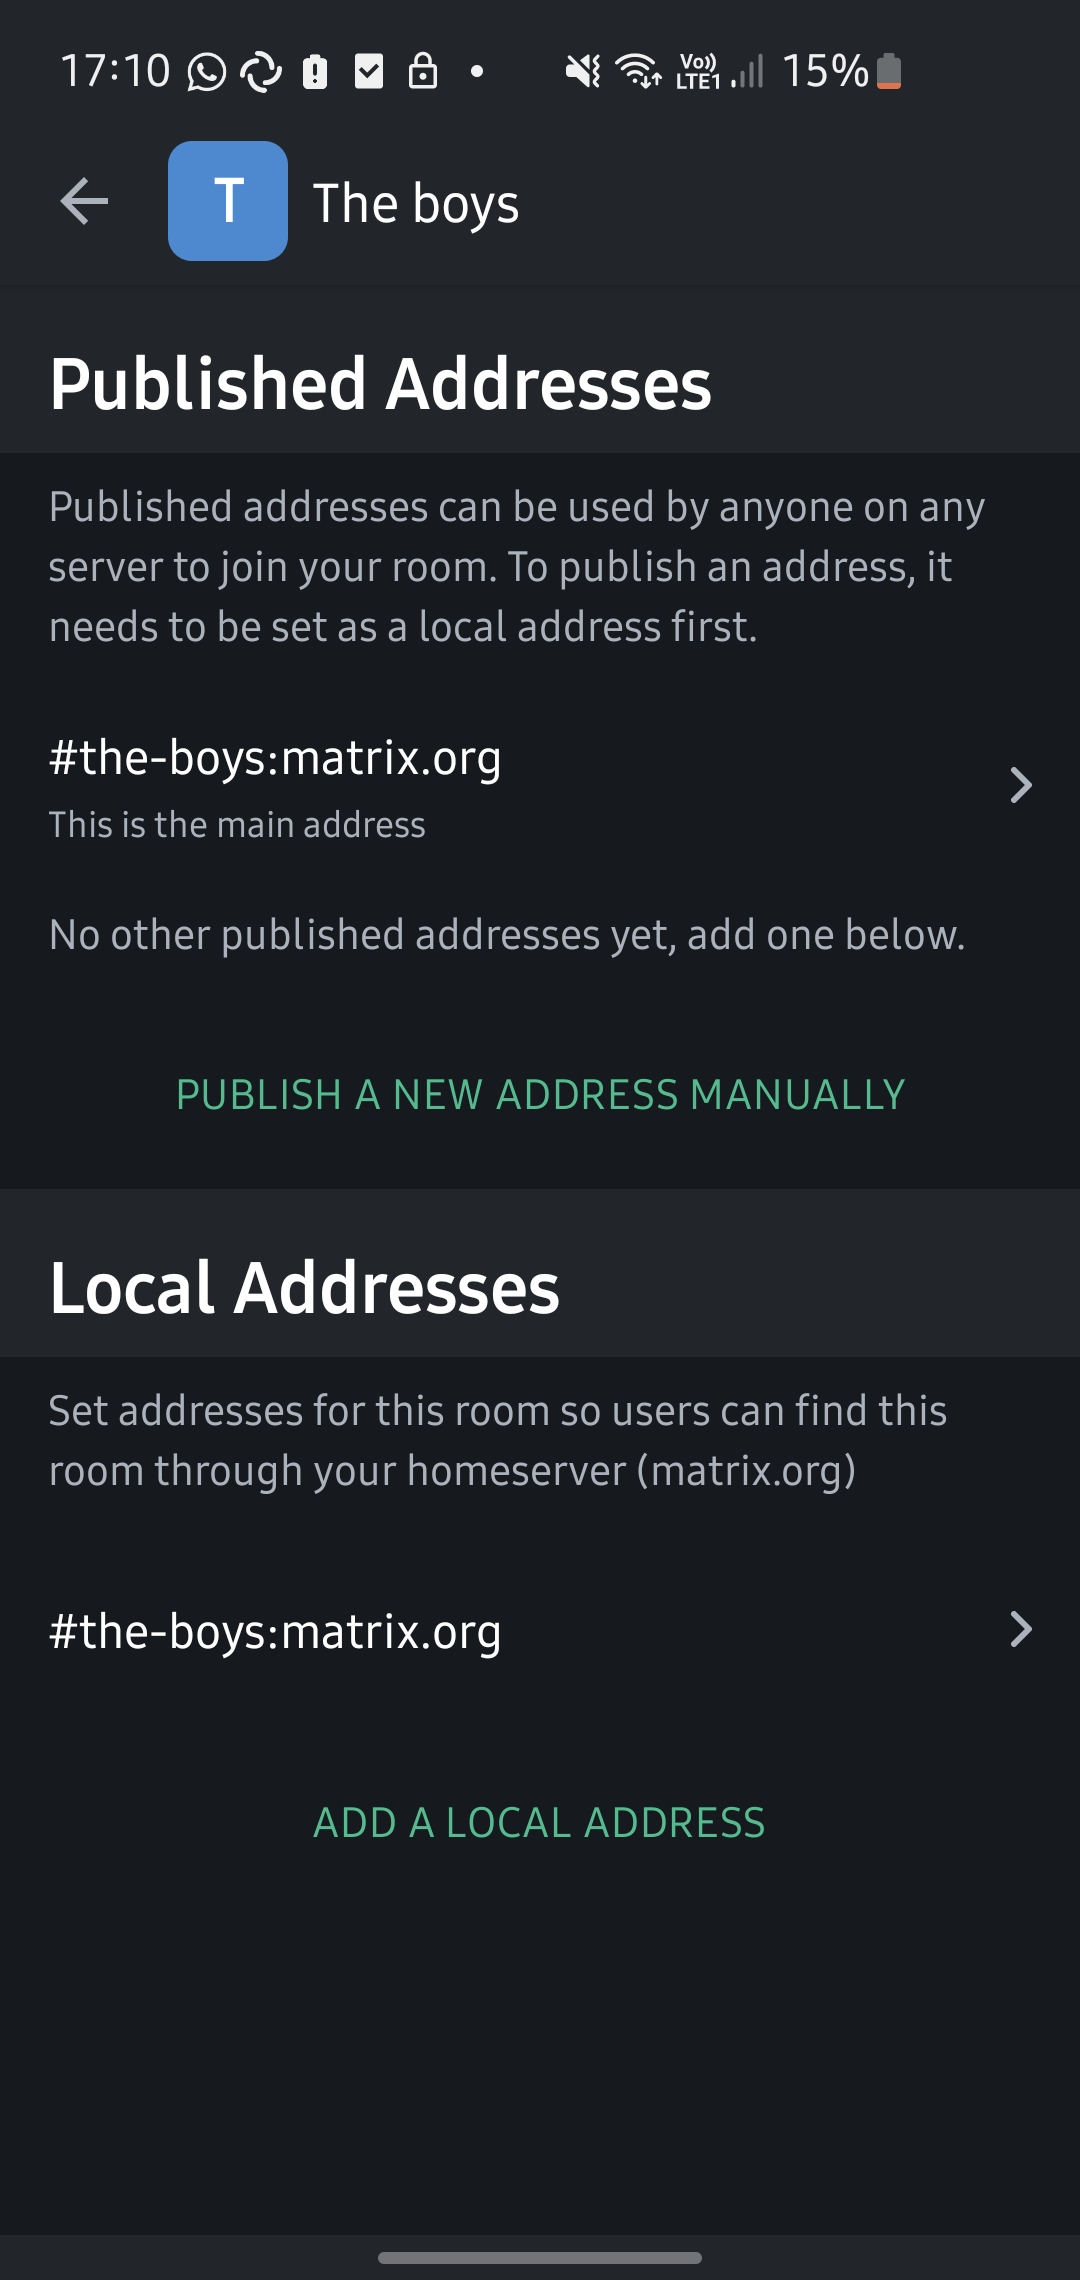 17:10
Vo)) LTE1
15%
T
The boys
Published Addresses
Published addresses can be used by anyone on any
server to join your room. To publish an address, it
needs to be set as a local address first.
#the-boys:matrix.org
This is the main address
No other published addresses yet, add one below.
PUBLISH A NEW ADDRESS MANUALLY
Local Addresses
Set addresses for this room so users can find this
room through your homeserver (matrix.org)
#the-boys:matrix.org
ADD A LOCAL ADDRESS